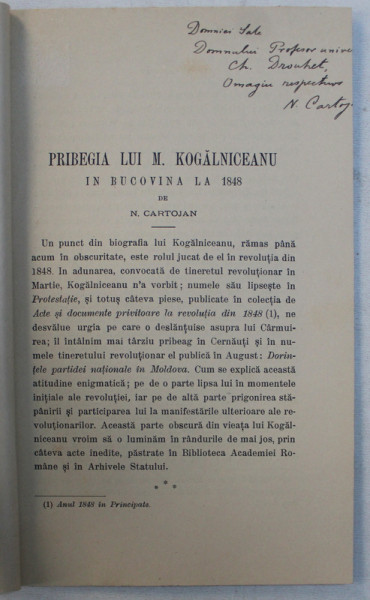 Domniei Sale
Domnului Profesor
Ch. Drouhet,
Omagiu respectuos
N. Cartoj
PRIBEGIA LUI M. KOGĂLNICEANU
IN BUCOVINA LA 1848
DE
N. CARTOJAN
Un punct din biografia lui Kogălniceanu, rămas până
acum în obscuritate, este rolul jucat de el în revoluția din
1848. In adunarea, convocată de tineretul revoluționar în
Martie, Kogălniceanu n'a vorbit; numele său lipsește în
Protestație, și totuș câteva piese, publicate în colecția de
Acte și documente privitoare la revoluția din 1848 (1), ne
desvălue urgia pe care o deslănțuise asupra lui Cârmui-
rea; îl întâlnim mai târziu pribeag în Cernăuți și în nu-
mele tineretului revoluționar el publică în August: Dorin-
țele partidei naționale în Moldova. Cum se explică această
atitudine enigmatică; pe de o parte lipsa lui în momentele
inițiale ale revoluției, iar pe de altă parte prigonirea stă-
pânirii și participarea lui la manifestările ulterioare ale re-
voluționarilor. Această parte obscură din vieața lui Kogăl-
niceanu vroim să o luminăm în rândurile de mai jos, prin
câteva acte inedite, păstrate în Biblioteca Academiei Ro-
mâne și în Arhivele Statului.
* * *
(1) Anul 1848 în Principate.